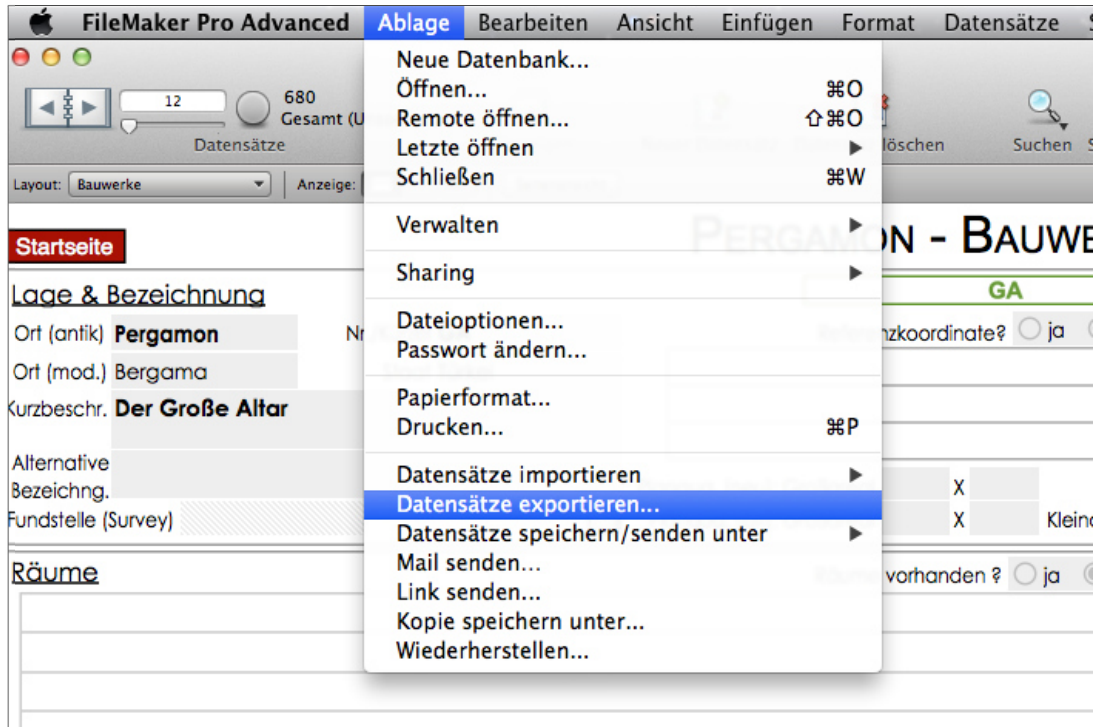 FileMaker Pro Advanced Ablage Bearbeiten Ansicht Einfügen Format Datensätze
12
680
Gesamt (U
Datensätze
löschen
Suchen
Layout: Bauwerke Anzeige:
Neue Datenbank...
Öffnen... ⌘O
Remote öffnen... ⇧⌘O
Letzte öffnen ▶
Schließen ⌘W
Verwalten ▶
Sharing ▶
Dateioptionen...
Passwort ändern...
Papierformat...
Drucken... ⌘P
Datensätze importieren ▶
Datensätze exportieren...
Datensätze speichern/senden unter ▶
Mail senden...
Link senden...
Kopie speichern unter...
Wiederherstellen...
Startseite
PERGAMON - BAUWE
Lage & Bezeichnung
GA
Ort (antik) Pergamon Nr
nzkoordinate? ja
Ort (mod.) Bergama
Kurzbeschr. Der Große Altar
Alternative
Bezeichng.
X
Fundstelle (Survey)
X Klein
Räume
vorhanden ? ja